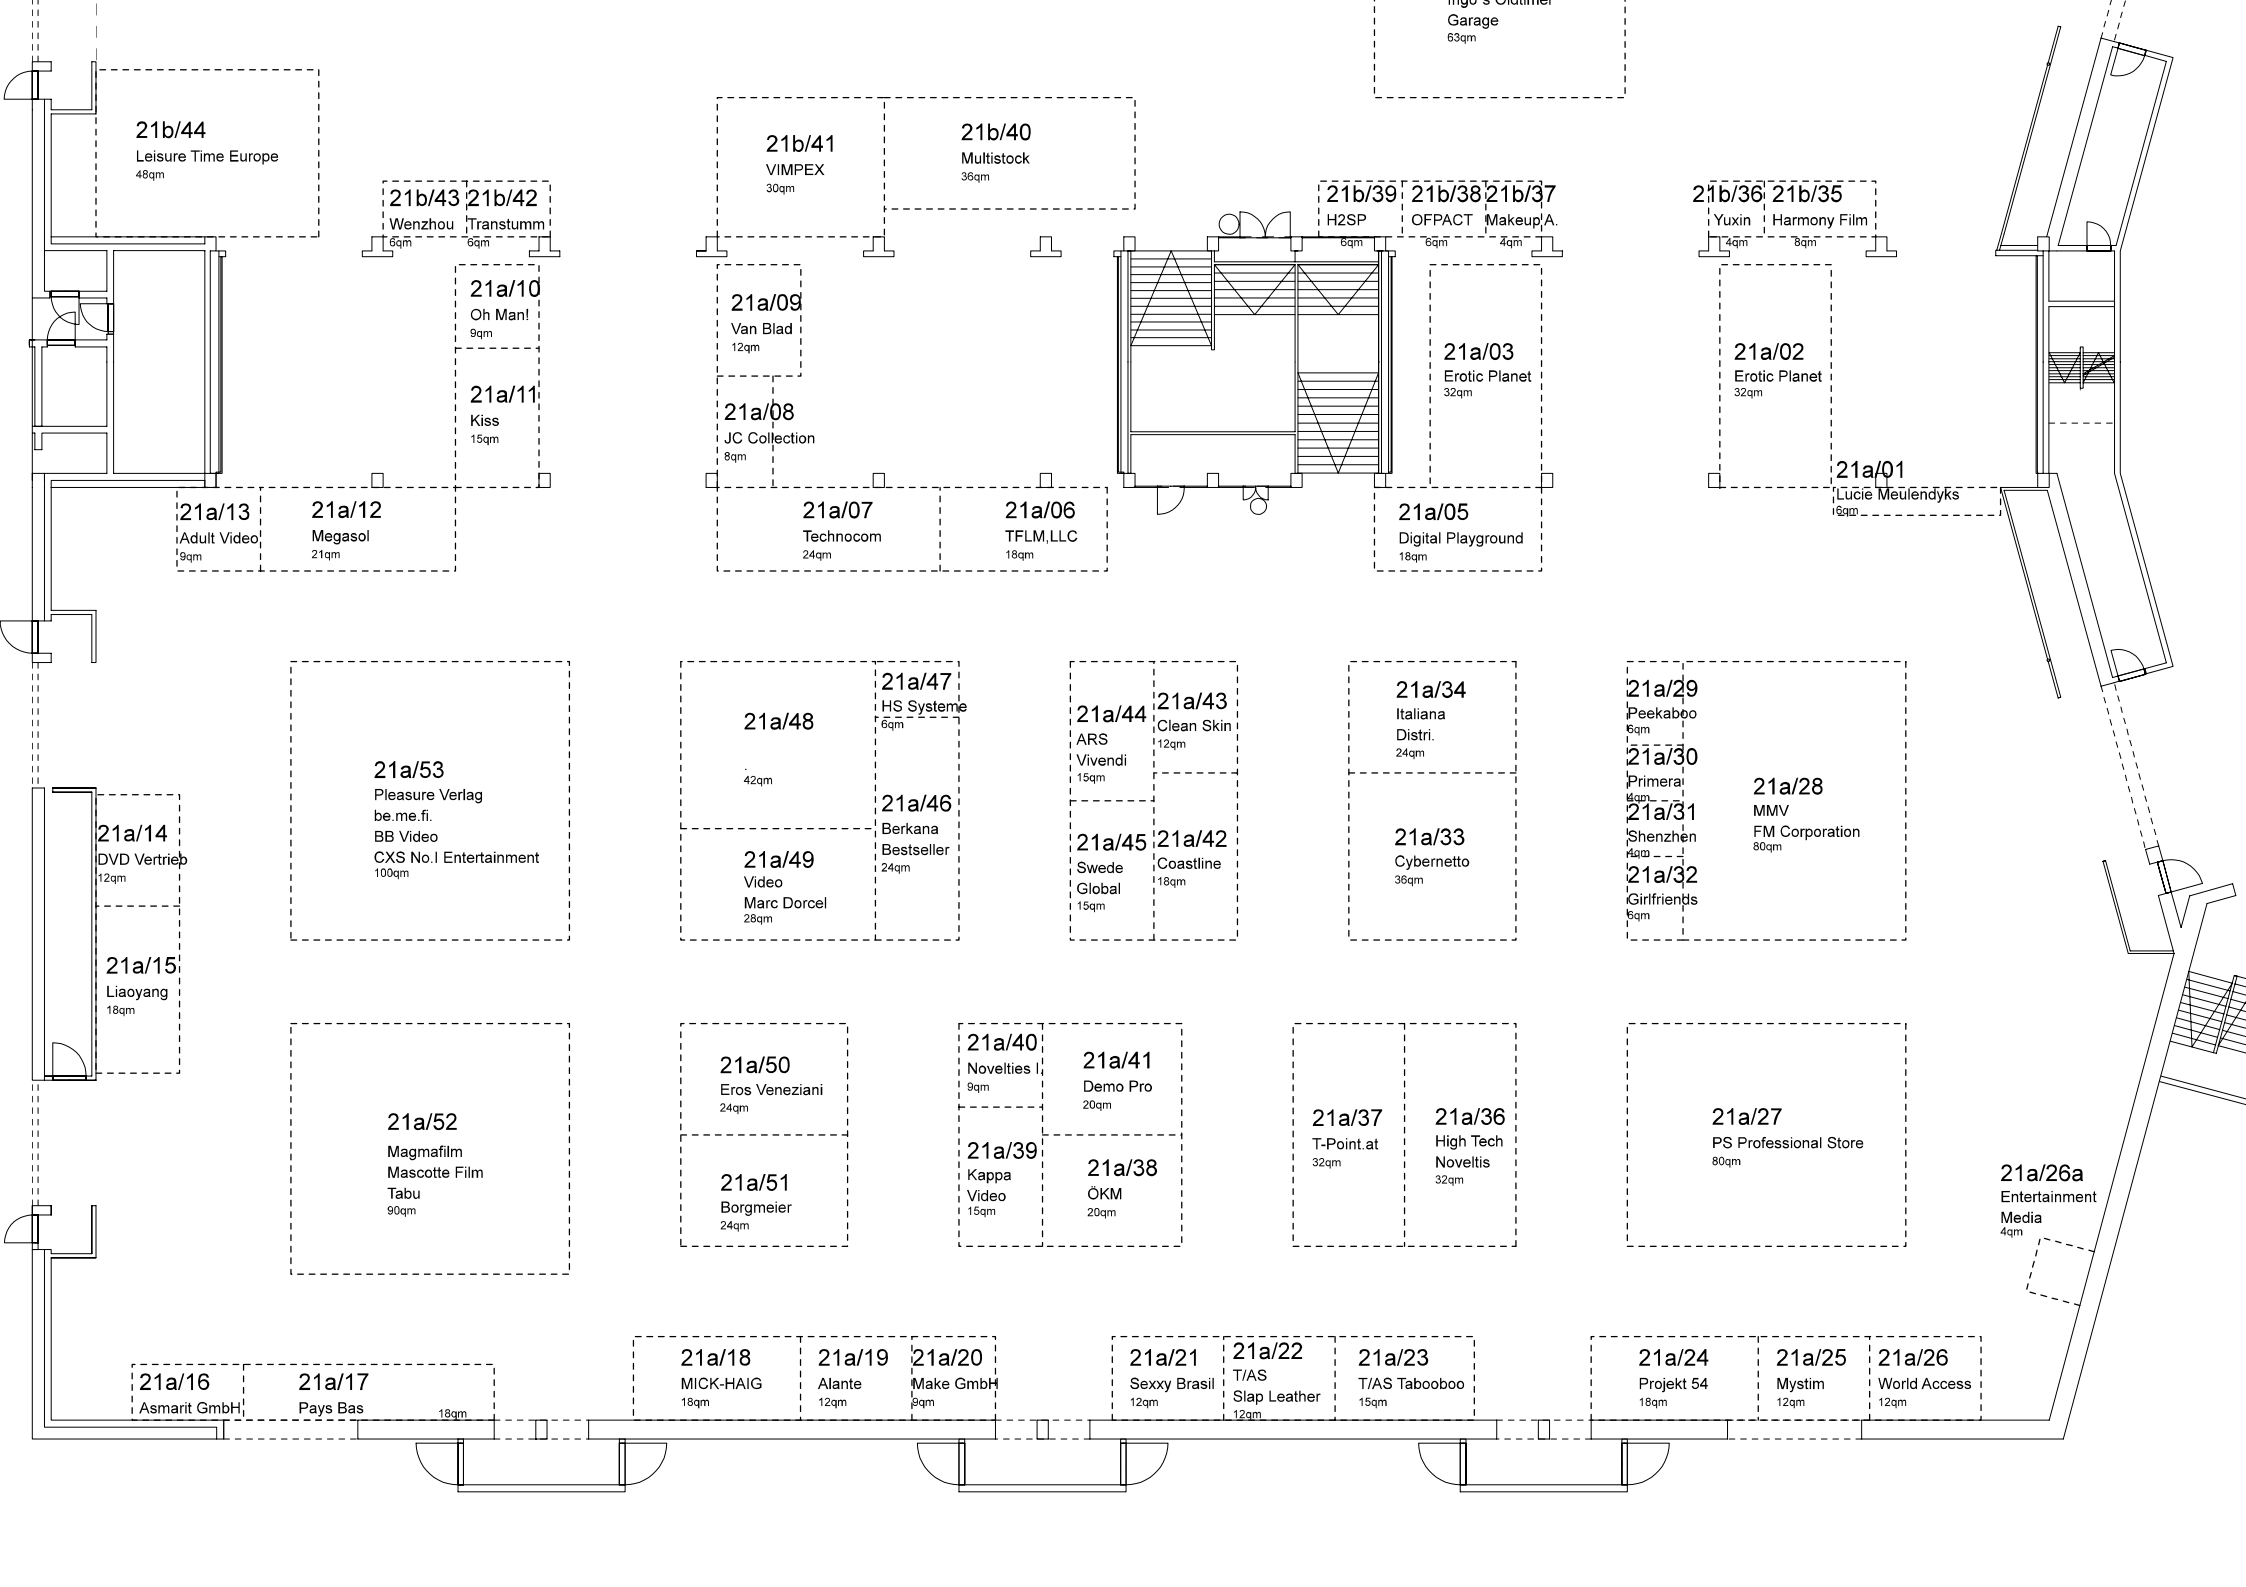 Garage
63qm
21b/44
Leisure Time Europe
48qm
21b/43
Wenzhou
6qm
21b/42
Transtumm
6qm
21b/41
VIMPEX
30qm
21b/40
Multistock
36qm
21b/39
H2SP
6qm
21b/38
OFPACT
6qm
21b/37
Makeup A.
4qm
21b/36
Yuxin
4qm
21b/35
Harmony Film
8qm
21a/10
Oh Man!
9qm
21a/11
Kiss
15qm
21a/09
Van Blad
12qm
21a/08
JC Collection
8qm
21a/03
Erotic Planet
32qm
21a/02
Erotic Planet
32qm
21a/01
Lucie Meulendyks
6qm
21a/13
Adult Video
9qm
21a/12
Megasol
21qm
21a/07
Technocom
24qm
21a/06
TFLM,LLC
18qm
21a/05
Digital Playground
18qm
21a/53
Pleasure Verlag
be.me.fi.
BB Video
CXS No.I Entertainment
100qm
21a/48
.
42qm
21a/47
HS Systeme
6qm
21a/49
Video
Marc Dorcel
28qm
21a/46
Berkana
Bestseller
24qm
21a/44
ARS
Vivendi
15qm
21a/43
Clean Skin
12qm
21a/45
Swede
Global
15qm
21a/42
Coastline
18qm
21a/34
Italiana
Distri.
24qm
21a/33
Cybernetto
36qm
21a/29
Peekaboo
6qm
21a/30
Primera
4qm
21a/31
Shenzhen
4qm
21a/32
Girlfriends
6qm
21a/28
MMV
FM Corporation
80qm
21a/14
DVD Vertrieb
12qm
21a/15
Liaoyang
18qm
21a/52
Magmafilm
Mascotte Film
Tabu
90qm
21a/50
Eros Veneziani
24qm
21a/51
Borgmeier
24qm
21a/40
Novelties I.
9qm
21a/41
Demo Pro
20qm
21a/39
Kappa
Video
15qm
21a/38
ÖKM
20qm
21a/37
T-Point.at
32qm
21a/36
High Tech
Noveltis
32qm
21a/27
PS Professional Store
80qm
21a/26a
Entertainment
Media
4qm
21a/16
Asmarit GmbH
21a/17
Pays Bas
18qm
21a/18
MICK-HAIG
18qm
21a/19
Alante
12qm
21a/20
Make GmbH
9qm
21a/21
Sexxy Brasil
12qm
21a/22
T/AS
Slap Leather
12qm
21a/23
T/AS Tabooboo
15qm
21a/24
Projekt 54
18qm
21a/25
Mystim
12qm
21a/26
World Access
12qm